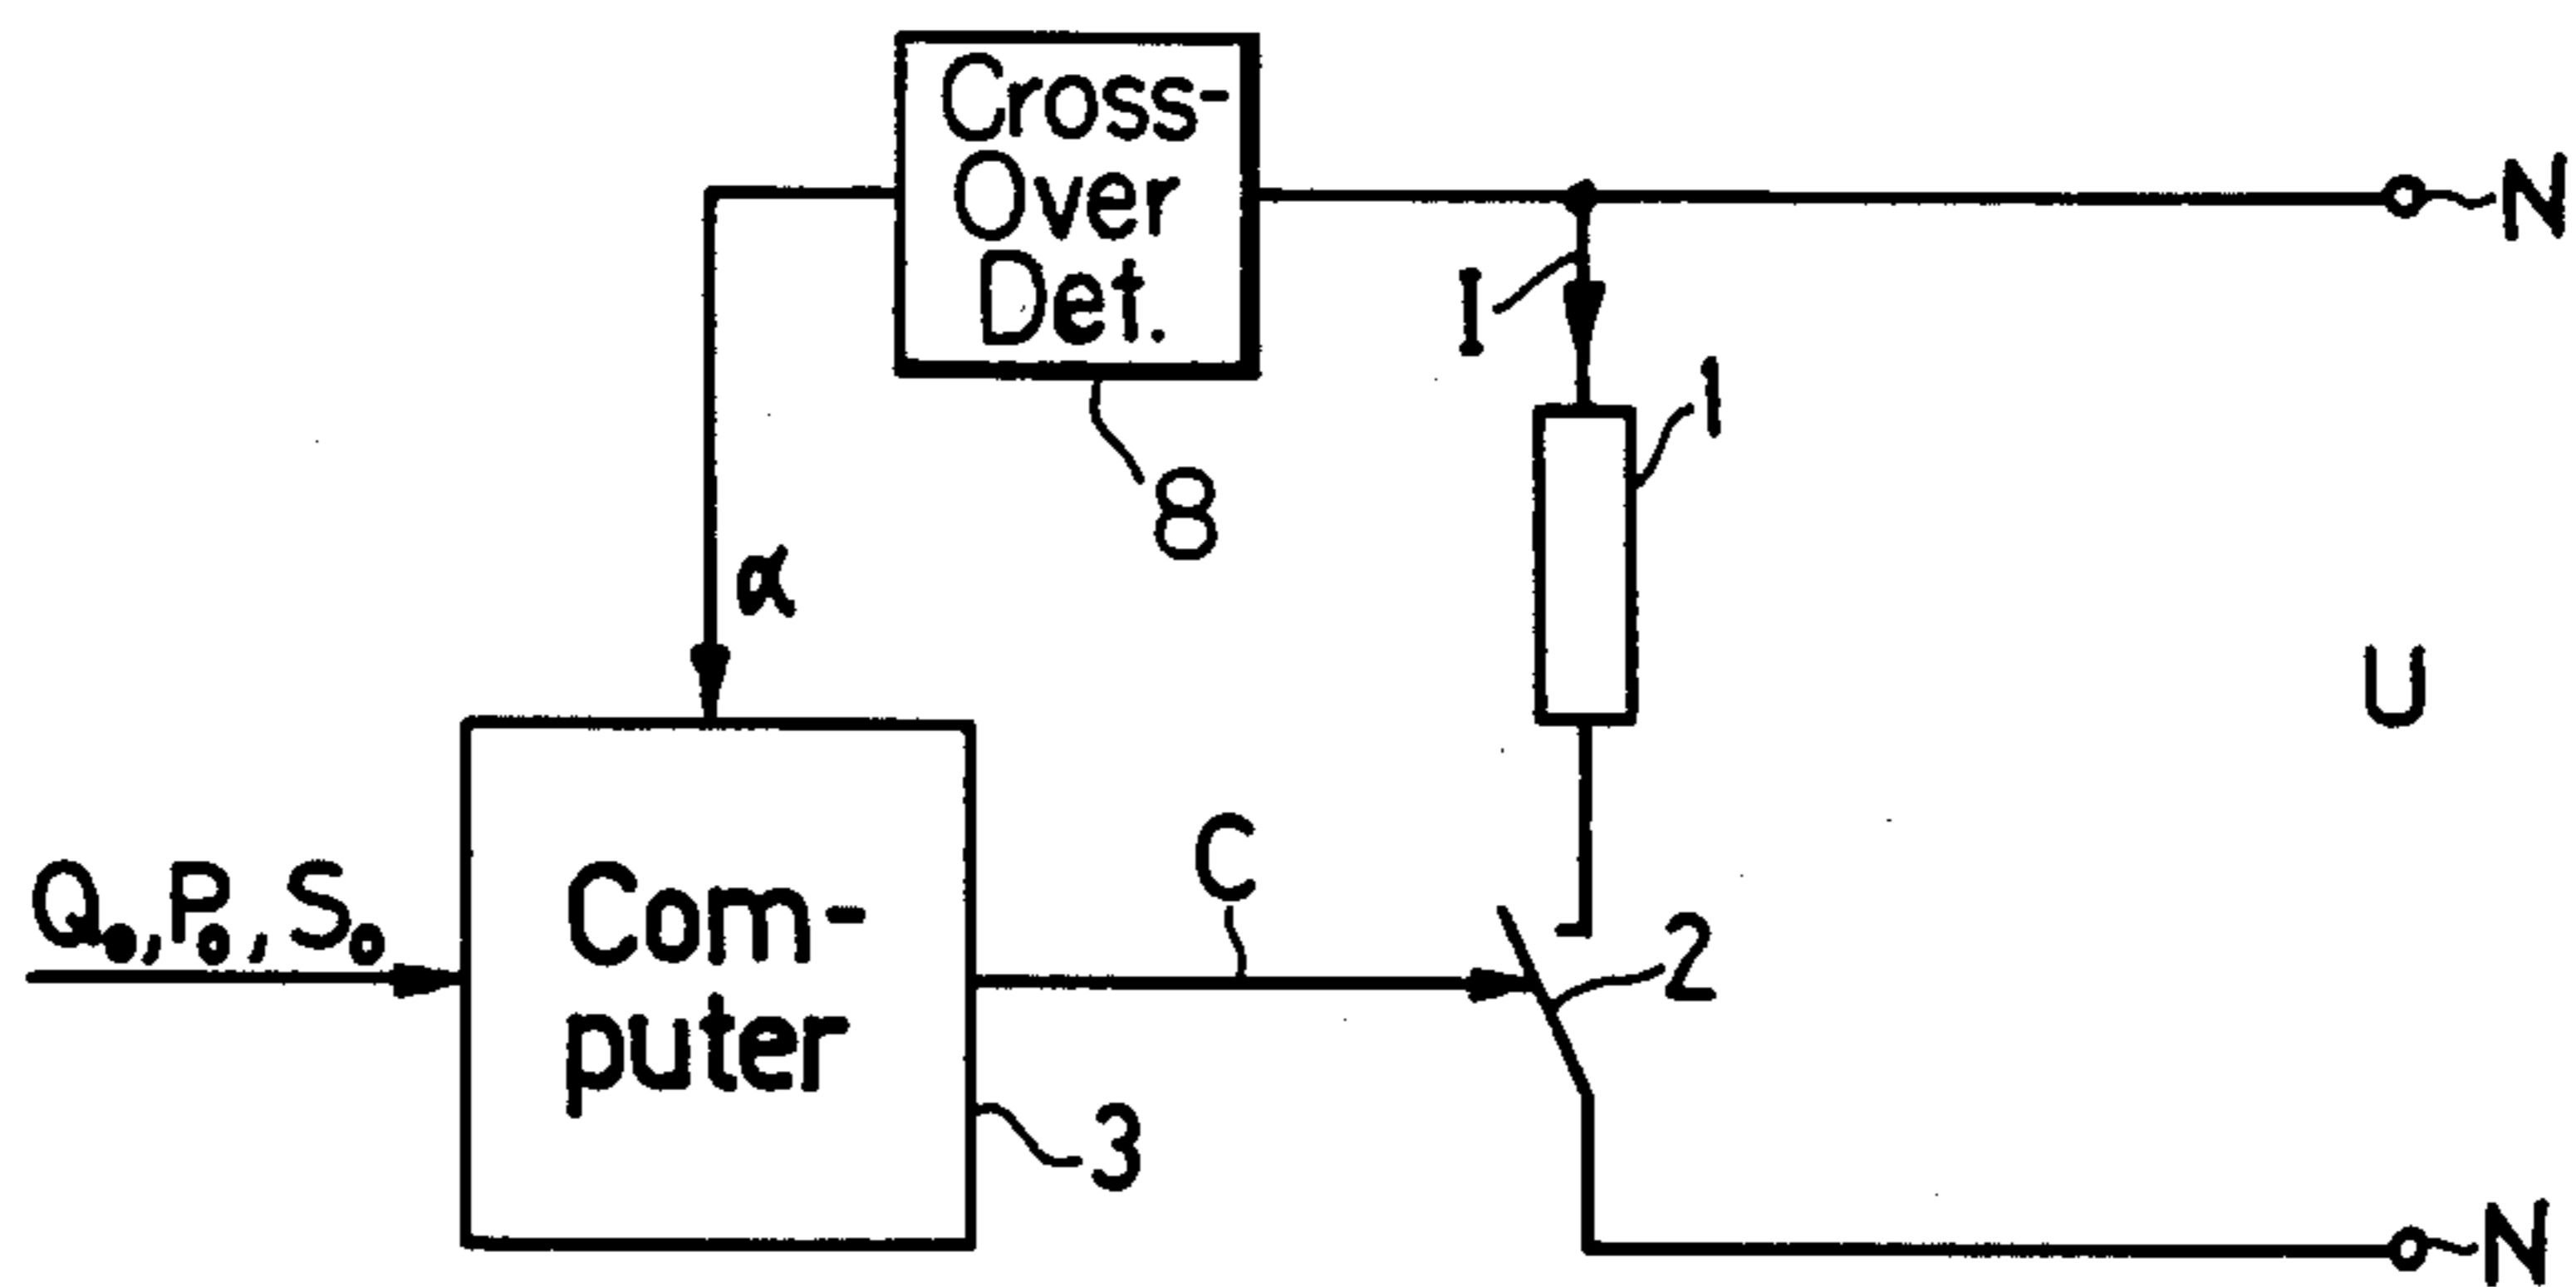 Cross-
Over
Det.
N
I
1
8
α
U
Q₀, P₀, S₀
Com-
puter
C
2
3
N